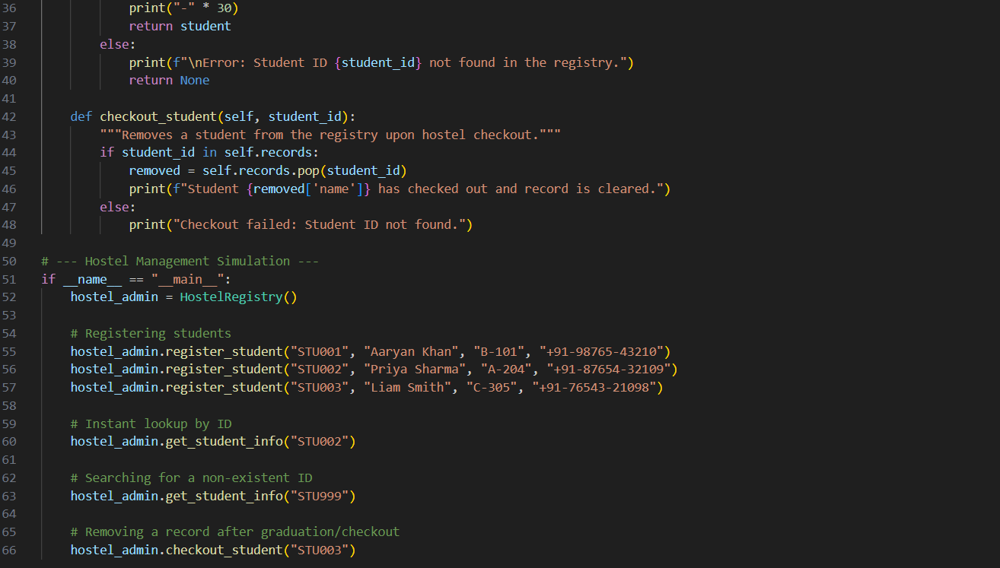 36 print("-" * 30)
37 return student
38 else:
39 print(f"\nError: Student ID {student_id} not found in the registry.")
40 return None
41
42 def checkout_student(self, student_id):
43 """Removes a student from the registry upon hostel checkout."""
44 if student_id in self.records:
45 removed = self.records.pop(student_id)
46 print(f"Student {removed['name']} has checked out and record is cleared.")
47 else:
48 print("Checkout failed: Student ID not found.")
49
50 # --- Hostel Management Simulation ---
51 if __name__ == "__main__":
52 hostel_admin = HostelRegistry()
53
54 # Registering students
55 hostel_admin.register_student("STU001", "Aaryan Khan", "B-101", "+91-98765-43210")
56 hostel_admin.register_student("STU002", "Priya Sharma", "A-204", "+91-87654-32109")
57 hostel_admin.register_student("STU003", "Liam Smith", "C-305", "+91-76543-21098")
58
59 # Instant lookup by ID
60 hostel_admin.get_student_info("STU002")
61
62 # Searching for a non-existent ID
63 hostel_admin.get_student_info("STU999")
64
65 # Removing a record after graduation/checkout
66 hostel_admin.checkout_student("STU003")